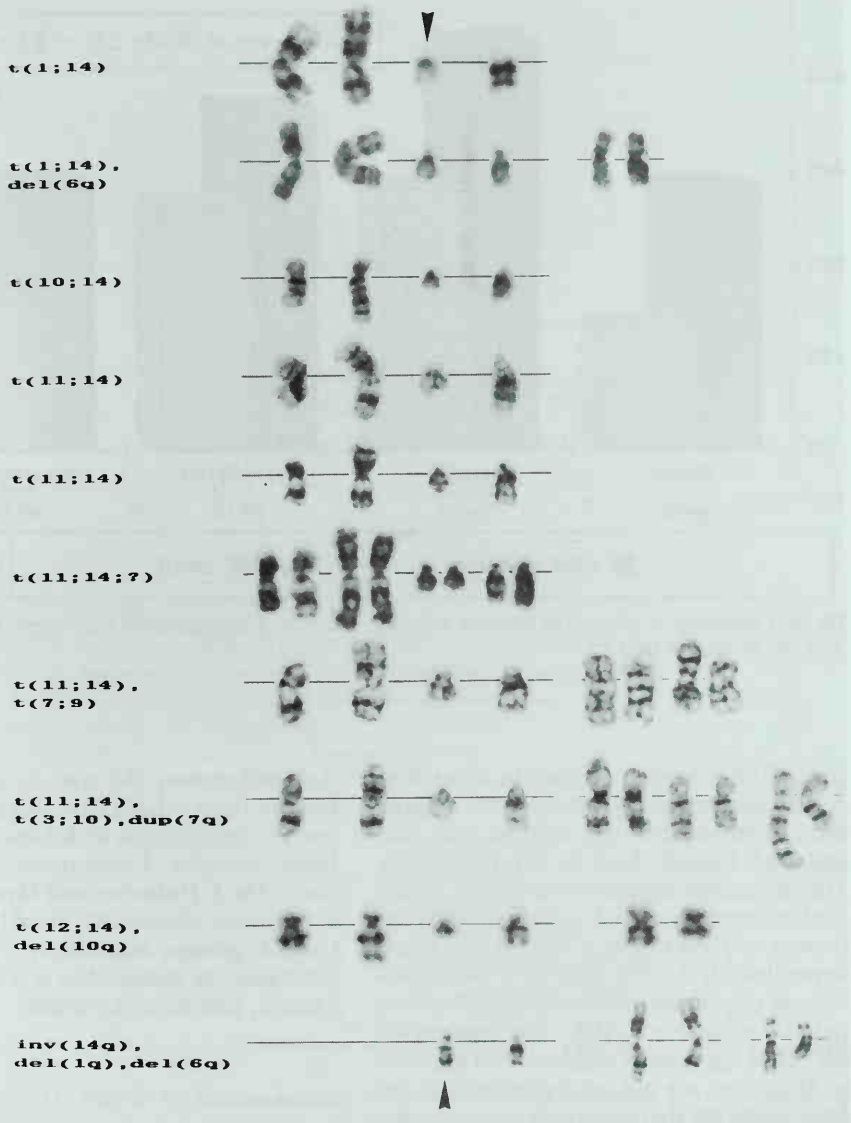 t(1;14)
t(1;14),
del(6q)
t(10;14)
t(11;14)
t(11;14)
t(11;14;?)
t(11;14),
t(7;9)
t(11;14),
t(3;10),dup(7q)
t(12;14),
del(10q)
inv(14q),
del(1q),del(6q)